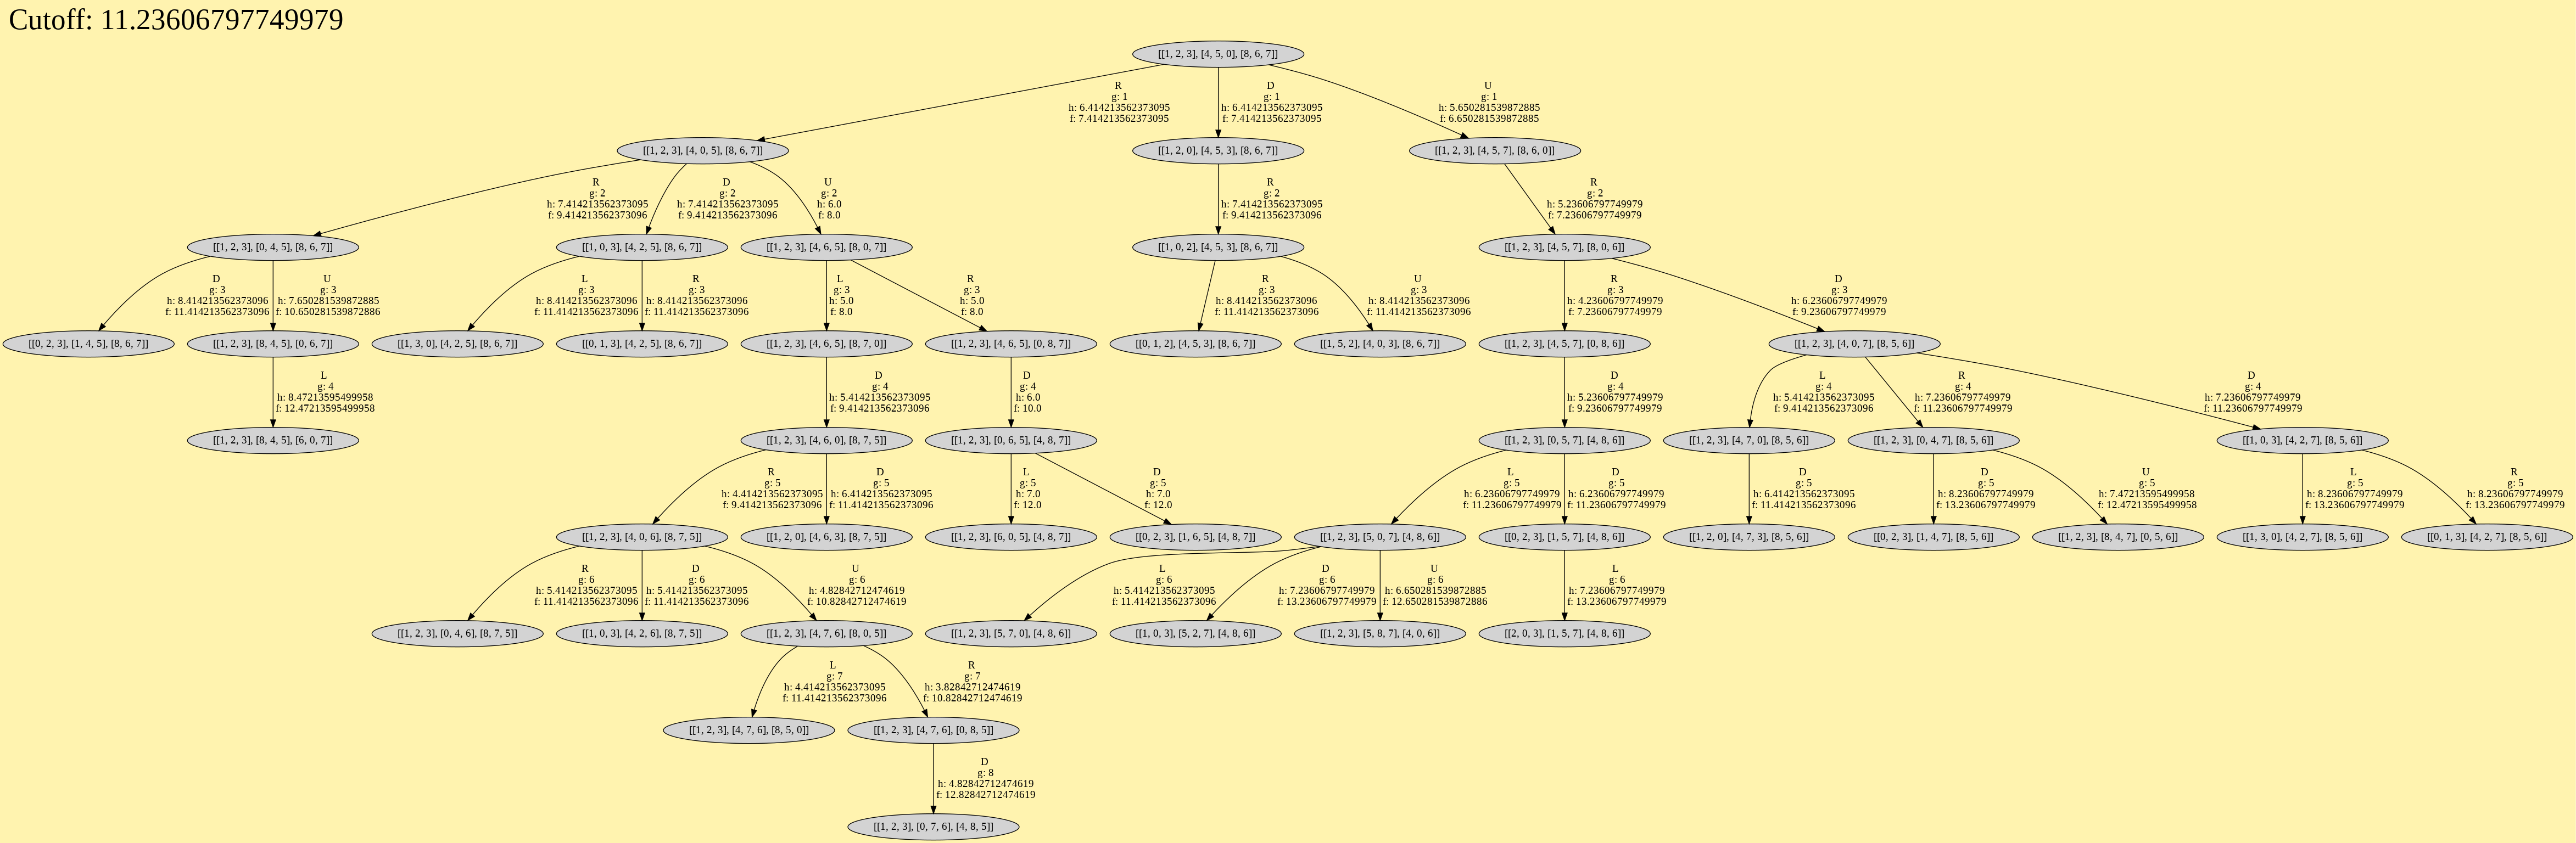 Cutoff: 11.23606797749979
[[1, 2, 3], [4, 5, 0], [8, 6, 7]]
R
g: 1
h: 6.414213562373095
f: 7.414213562373095
D
g: 1
h: 6.414213562373095
f: 7.414213562373095
U
g: 1
h: 5.650281539872885
f: 6.650281539872885
[[1, 2, 3], [4, 0, 5], [8, 6, 7]]
[[1, 2, 0], [4, 5, 3], [8, 6, 7]]
[[1, 2, 3], [4, 5, 7], [8, 6, 0]]
R
g: 2
h: 7.414213562373095
f: 9.414213562373096
D
g: 2
h: 7.414213562373095
f: 9.414213562373096
U
g: 2
h: 6.0
f: 8.0
R
g: 2
h: 7.414213562373095
f: 9.414213562373096
R
g: 2
h: 5.23606797749979
f: 7.23606797749979
[[1, 2, 3], [0, 4, 5], [8, 6, 7]]
[[1, 0, 3], [4, 2, 5], [8, 6, 7]]
[[1, 2, 3], [4, 6, 5], [8, 0, 7]]
[[1, 0, 2], [4, 5, 3], [8, 6, 7]]
[[1, 2, 3], [4, 5, 7], [8, 0, 6]]
D
g: 3
h: 8.414213562373096
f: 11.414213562373096
U
g: 3
h: 7.650281539872885
f: 10.650281539872886
L
g: 3
h: 8.414213562373096
f: 11.414213562373096
R
g: 3
h: 8.414213562373096
f: 11.414213562373096
L
g: 3
h: 5.0
f: 8.0
R
g: 3
h: 5.0
f: 8.0
R
g: 3
h: 8.414213562373096
f: 11.414213562373096
U
g: 3
h: 8.414213562373096
f: 11.414213562373096
R
g: 3
h: 4.23606797749979
f: 7.23606797749979
D
g: 3
h: 6.23606797749979
f: 9.23606797749979
[[0, 2, 3], [1, 4, 5], [8, 6, 7]]
[[1, 2, 3], [8, 4, 5], [0, 6, 7]]
[[1, 3, 0], [4, 2, 5], [8, 6, 7]]
[[0, 1, 3], [4, 2, 5], [8, 6, 7]]
[[1, 2, 3], [4, 6, 5], [8, 7, 0]]
[[1, 2, 3], [4, 6, 5], [0, 8, 7]]
[[0, 1, 2], [4, 5, 3], [8, 6, 7]]
[[1, 5, 2], [4, 0, 3], [8, 6, 7]]
[[1, 2, 3], [4, 5, 7], [0, 8, 6]]
[[1, 2, 3], [4, 0, 7], [8, 5, 6]]
L
g: 4
h: 8.47213595499958
f: 12.47213595499958
D
g: 4
h: 5.414213562373095
f: 9.414213562373096
D
g: 4
h: 6.0
f: 10.0
D
g: 4
h: 5.23606797749979
f: 9.23606797749979
L
g: 4
h: 5.414213562373095
f: 9.414213562373096
R
g: 4
h: 7.23606797749979
f: 11.23606797749979
D
g: 4
h: 7.23606797749979
f: 11.23606797749979
[[1, 2, 3], [8, 4, 5], [6, 0, 7]]
[[1, 2, 3], [4, 6, 0], [8, 7, 5]]
[[1, 2, 3], [0, 6, 5], [4, 8, 7]]
[[1, 2, 3], [0, 5, 7], [4, 8, 6]]
[[1, 2, 3], [4, 7, 0], [8, 5, 6]]
[[1, 2, 3], [0, 4, 7], [8, 5, 6]]
[[1, 0, 3], [4, 2, 7], [8, 5, 6]]
R
g: 5
h: 4.414213562373095
f: 9.414213562373096
D
g: 5
h: 6.414213562373095
f: 11.414213562373096
L
g: 5
h: 7.0
f: 12.0
D
g: 5
h: 7.0
f: 12.0
L
g: 5
h: 6.23606797749979
f: 11.23606797749979
D
g: 5
h: 6.23606797749979
f: 11.23606797749979
D
g: 5
h: 6.414213562373095
f: 11.414213562373096
D
g: 5
h: 8.23606797749979
f: 13.23606797749979
U
g: 5
h: 7.47213595499958
f: 12.47213595499958
L
g: 5
h: 8.23606797749979
f: 13.23606797749979
R
g: 5
h: 8.23606797749979
f: 13.23606797749979
[[1, 2, 3], [4, 0, 6], [8, 7, 5]]
[[1, 2, 0], [4, 6, 3], [8, 7, 5]]
[[1, 2, 3], [6, 0, 5], [4, 8, 7]]
[[0, 2, 3], [1, 6, 5], [4, 8, 7]]
[[1, 2, 3], [5, 0, 7], [4, 8, 6]]
[[0, 2, 3], [1, 5, 7], [4, 8, 6]]
[[1, 2, 0], [4, 7, 3], [8, 5, 6]]
[[0, 2, 3], [1, 4, 7], [8, 5, 6]]
[[1, 2, 3], [8, 4, 7], [0, 5, 6]]
[[1, 3, 0], [4, 2, 7], [8, 5, 6]]
[[0, 1, 3], [4, 2, 7], [8, 5, 6]]
R
g: 6
h: 5.414213562373095
f: 11.414213562373096
D
g: 6
h: 5.414213562373095
f: 11.414213562373096
U
g: 6
h: 4.82842712474619
f: 10.82842712474619
L
g: 6
h: 5.414213562373095
f: 11.414213562373096
D
g: 6
h: 7.23606797749979
f: 13.23606797749979
U
g: 6
h: 6.650281539872885
f: 12.650281539872886
L
g: 6
h: 7.23606797749979
f: 13.23606797749979
[[1, 2, 3], [0, 4, 6], [8, 7, 5]]
[[1, 0, 3], [4, 2, 6], [8, 7, 5]]
[[1, 2, 3], [4, 7, 6], [8, 0, 5]]
[[1, 2, 3], [5, 7, 0], [4, 8, 6]]
[[1, 0, 3], [5, 2, 7], [4, 8, 6]]
[[1, 2, 3], [5, 8, 7], [4, 0, 6]]
[[2, 0, 3], [1, 5, 7], [4, 8, 6]]
L
g: 7
h: 4.414213562373095
f: 11.414213562373096
R
g: 7
h: 3.82842712474619
f: 10.82842712474619
[[1, 2, 3], [4, 7, 6], [8, 5, 0]]
[[1, 2, 3], [4, 7, 6], [0, 8, 5]]
D
g: 8
h: 4.82842712474619
f: 12.82842712474619
[[1, 2, 3], [0, 7, 6], [4, 8, 5]]